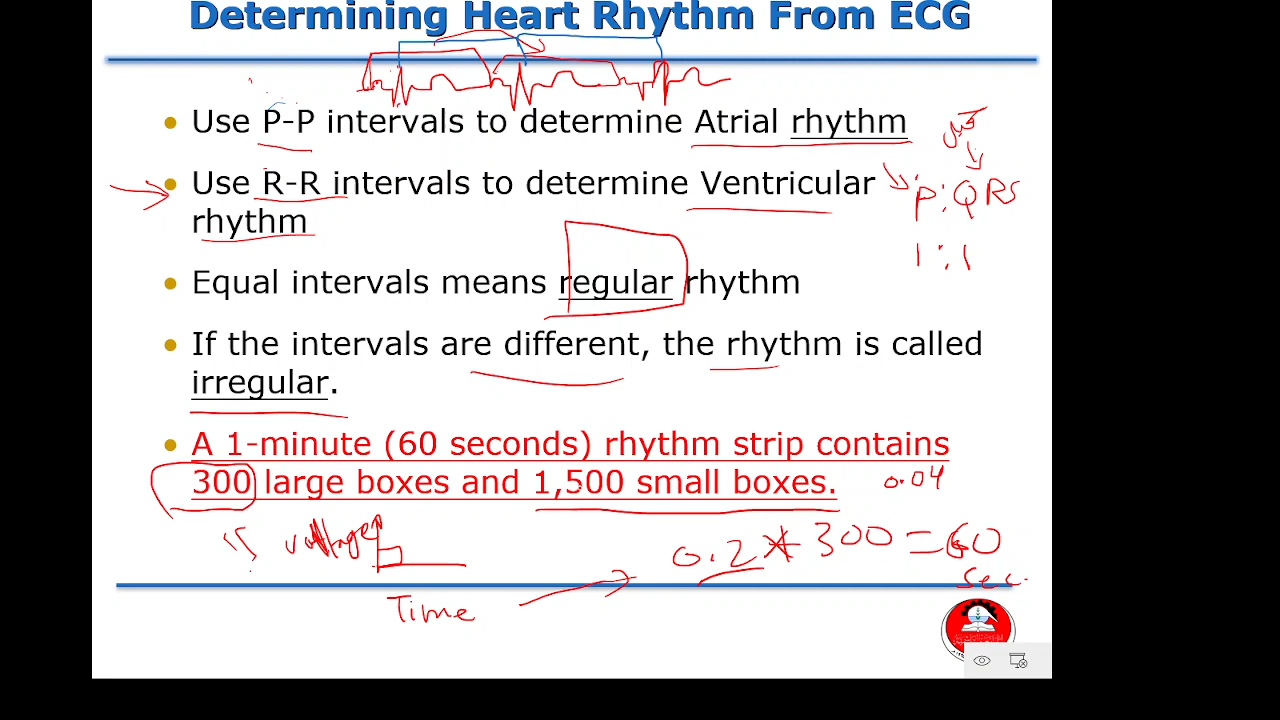 Determining Heart Rhythm From ECG
• Use P-P intervals to determine Atrial rhythm
• Use R-R intervals to determine Ventricular
rhythm
P:QRS
1:1
• Equal intervals means regular rhythm
• If the intervals are different, the rhythm is called
irregular.
• A 1-minute (60 seconds) rhythm strip contains
300 large boxes and 1,500 small boxes.
0.04
voltage
0.2 * 300 = 60
sec.
Time